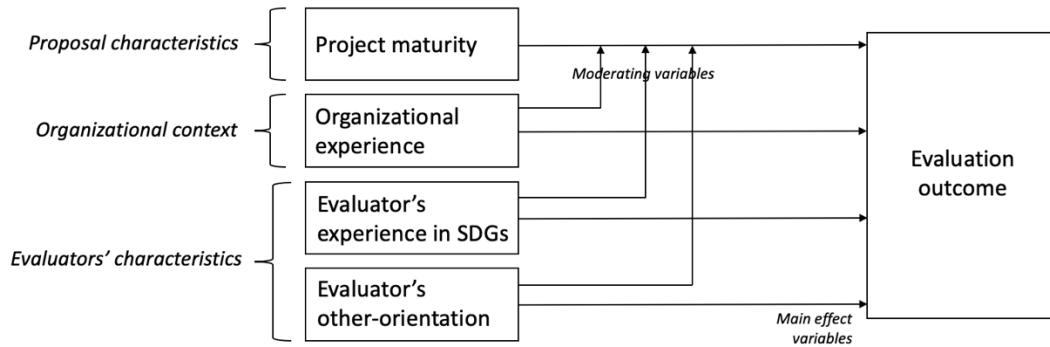 Proposal characteristics
Project maturity
Moderating variables
Organizational context
Organizational
experience
Evaluation
outcome
Evaluators’ characteristics
Evaluator’s
experience in SDGs
Evaluator’s
other-orientation
Main effect
variables